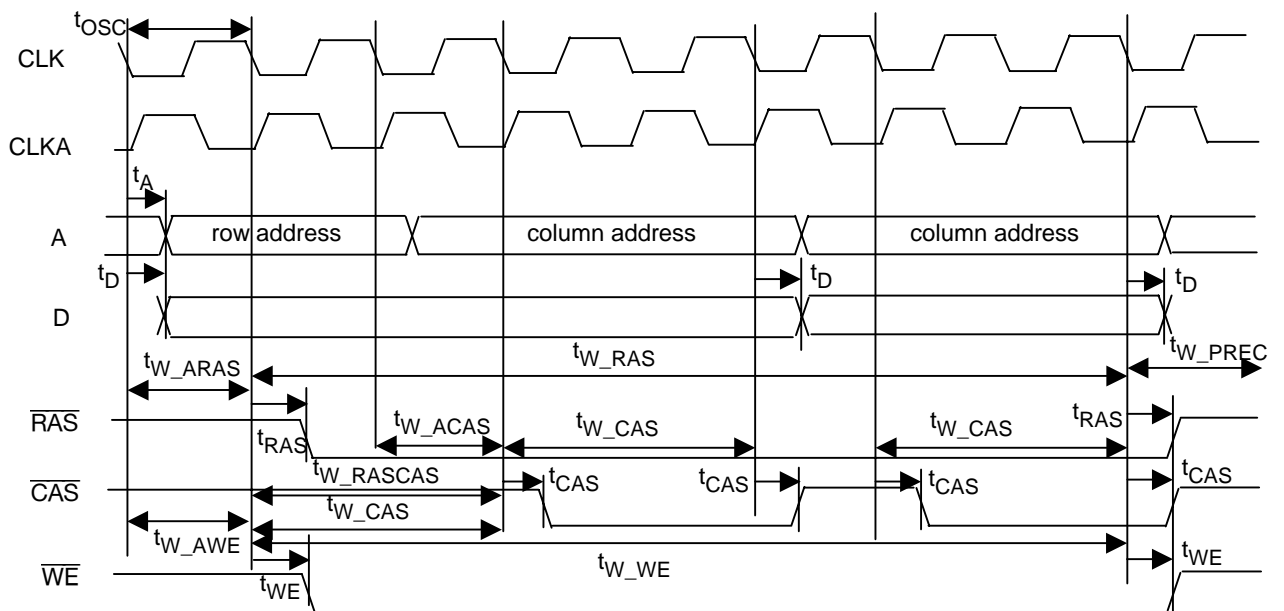 tOSC
CLK
CLKA
tA
A
row address
column address
column address
tD
tD
tD
D
tW_RAS
tW_PREC
tW_ARAS
RAS
tRAS
tW_ACAS
tW_CAS
tW_CAS
tRAS
CAS
tW_RASCAS
tCAS
tCAS
tCAS
tCAS
tW_CAS
tW_AWE
tW_WE
tWE
WE
tWE